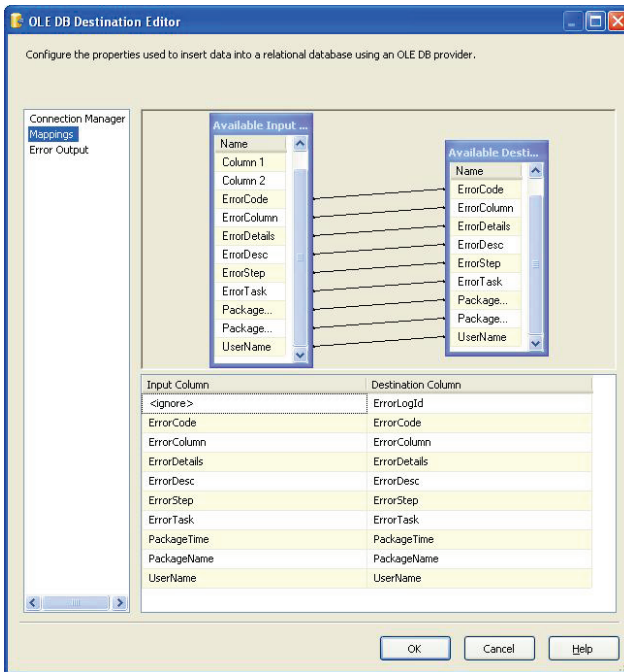 OLE DB Destination Editor
Configure the properties used to insert data into a relational database using an OLE DB provider.
Connection Manager
Mappings
Error Output
Available Input ...
Name
Column 1
Column 2
ErrorCode
ErrorColumn
ErrorDetails
ErrorDesc
ErrorStep
ErrorTask
Package...
Package...
UserName
Available Desti...
Name
ErrorCode
ErrorColumn
ErrorDetails
ErrorDesc
ErrorStep
ErrorTask
Package...
Package...
UserName
Input Column Destination Column
<ignore> ErrorLogId
ErrorCode ErrorCode
ErrorColumn ErrorColumn
ErrorDetails ErrorDetails
ErrorDesc ErrorDesc
ErrorStep ErrorStep
ErrorTask ErrorTask
PackageTime PackageTime
PackageName PackageName
UserName UserName
OK Cancel Help